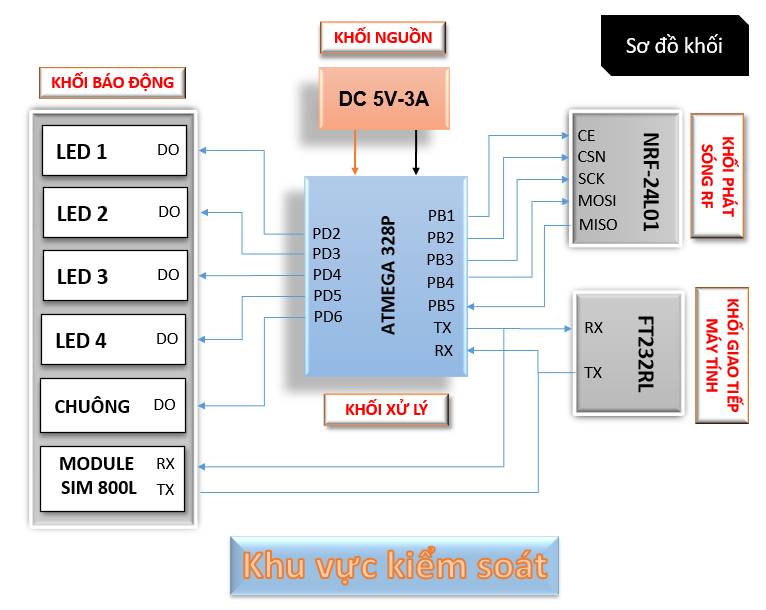 Sơ đồ khối
KHỐI NGUỒN
DC 5V-3A
KHỐI BÁO ĐỘNG
LED 1 DO
LED 2 DO
LED 3 DO
LED 4 DO
CHUÔNG DO
MODULE RX
SIM 800L TX
PD2
PD3
PD4
PD5
PD6
ATMEGA 328P
PB1
PB2
PB3
PB4
PB5
TX
RX
KHỐI XỬ LÝ
CE
CSN
SCK
MOSI
MISO
NRF-24L01
KHỐI PHÁT
SÓNG RF
RX
TX
FT232RL
KHỐI GIAO TIẾP
MÁY TÍNH
Khu vực kiểm soát